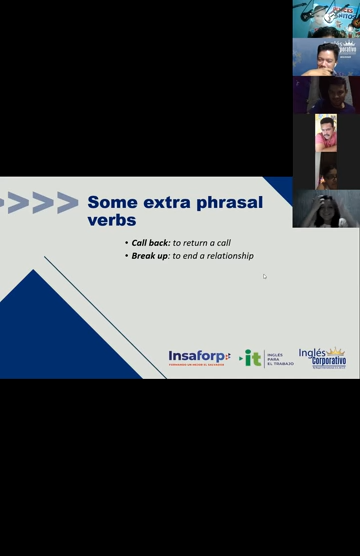 Some extra phrasal
verbs
• Call back: to return a call
• Break up: to end a relationship
Insaforp
it
INGLÉS
PARA
EL TRABAJO
Inglés
Corporativo